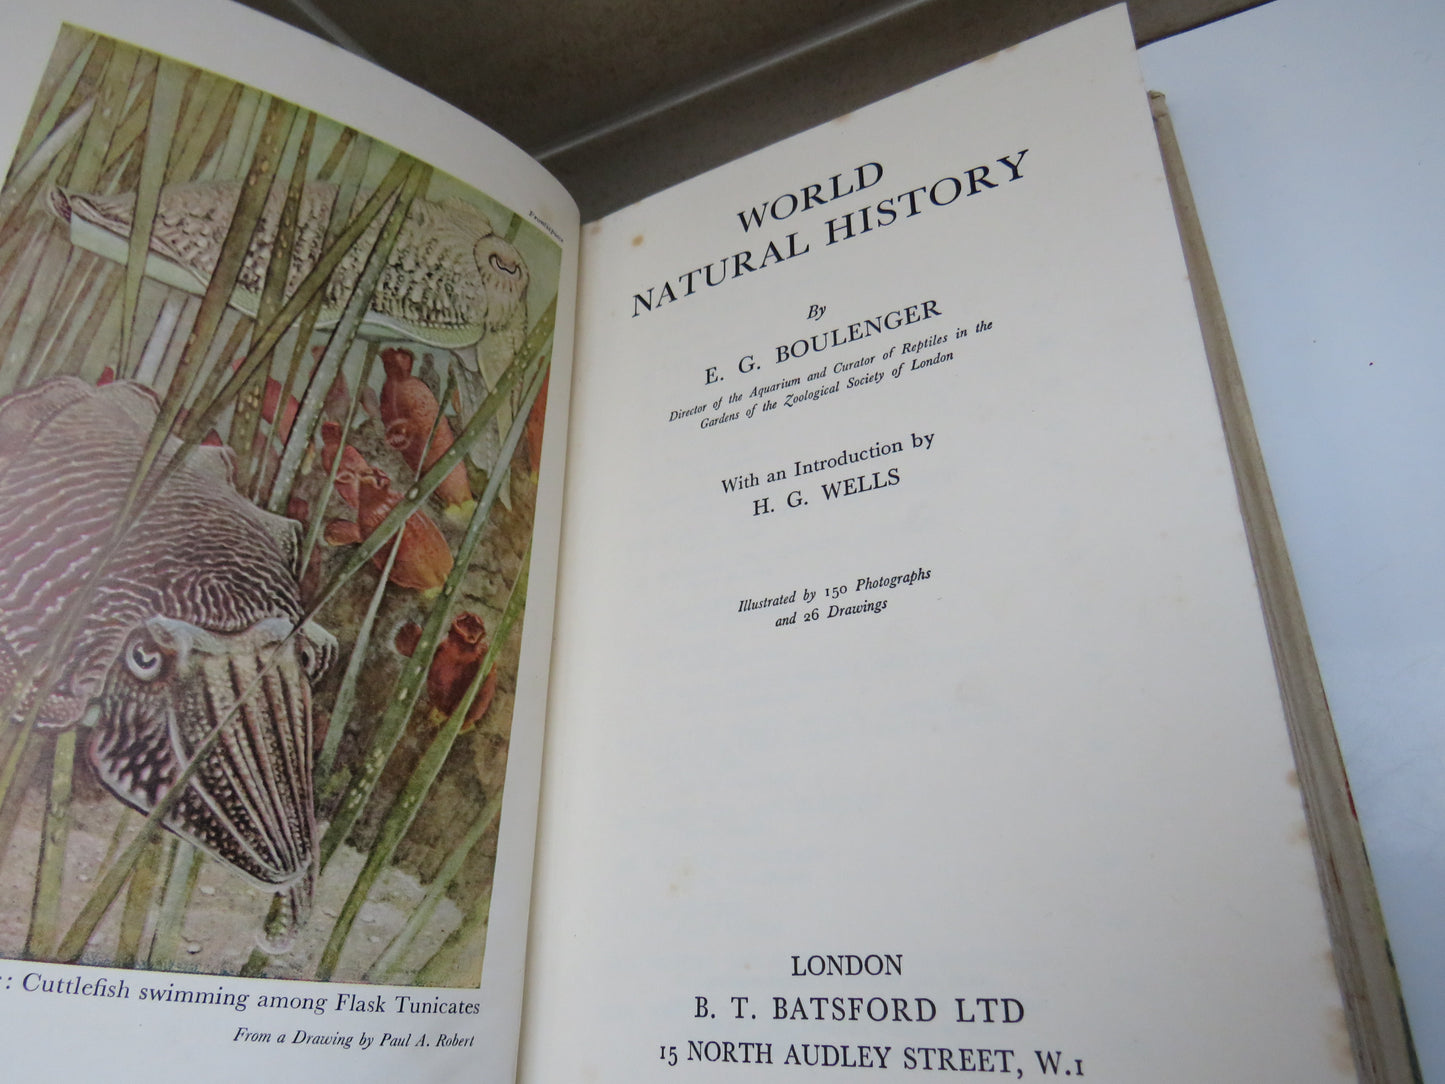 Frontispiece
:: Cuttlefish swimming among Flask Tunicates
From a Drawing by Paul A. Robert
WORLD
NATURAL HISTORY
By
E. G. BOULENGER
Director of the Aquarium and Curator of Reptiles in the
Gardens of the Zoological Society of London
With an Introduction by
H. G. WELLS
Illustrated by 150 Photographs
and 26 Drawings
LONDON
B. T. BATSFORD LTD
15 NORTH AUDLEY STREET, W.1